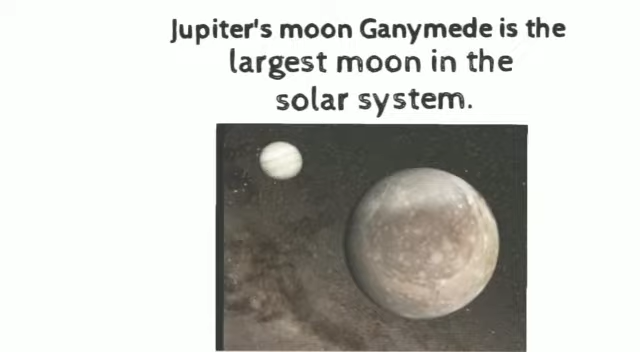 Jupiter's moon Ganymede is the
largest moon in the
solar system.